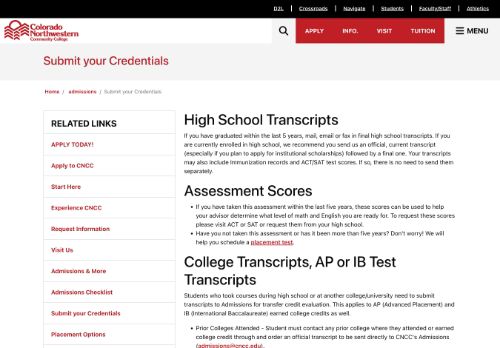 D2L
Crossroads
Navigate
Students
Faculty/Staff
Athletics
Colorado
Northwestern
Community College
APPLY
INFO.
VISIT
TUITION
MENU
Submit your Credentials
Home / admissions / Submit your Credentials
RELATED LINKS
APPLY TODAY!
Apply to CNCC
Start Here
Experience CNCC
Request Information
Visit Us
Admissions & More
Admissions Checklist
Submit your Credentials
Placement Options
High School Transcripts
If you have graduated within the last 5 years, mail, email or fax in final high school transcripts. If you
are currently enrolled in high school, we recommend you send us an official, current transcript
(especially if you plan to apply for institutional scholarships) followed by a final one. Your transcripts
may also include immunization records and ACT/SAT test scores. If so, there is no need to send them
separately.
Assessment Scores
• If you have taken this assessment within the last five years, these scores can be used to help
your advisor determine what level of math and English you are ready for. To request these scores
please visit ACT or SAT or request them from your high school.
• Have you not taken this assessment or has it been more than five years? Don't worry! We will
help you schedule a placement test.
College Transcripts, AP or IB Test
Transcripts
Students who took courses during high school or at another college/university need to submit
transcripts to Admissions for transfer credit evaluation. This applies to AP (Advanced Placement) and
IB (International Baccalaureate) earned college credits as well.
• Prior Colleges Attended - Student must contact any prior college where they attended or earned
college credit through and order an official transcript to be sent directly to CNCC's Admissions
(admissions@cncc.edu).